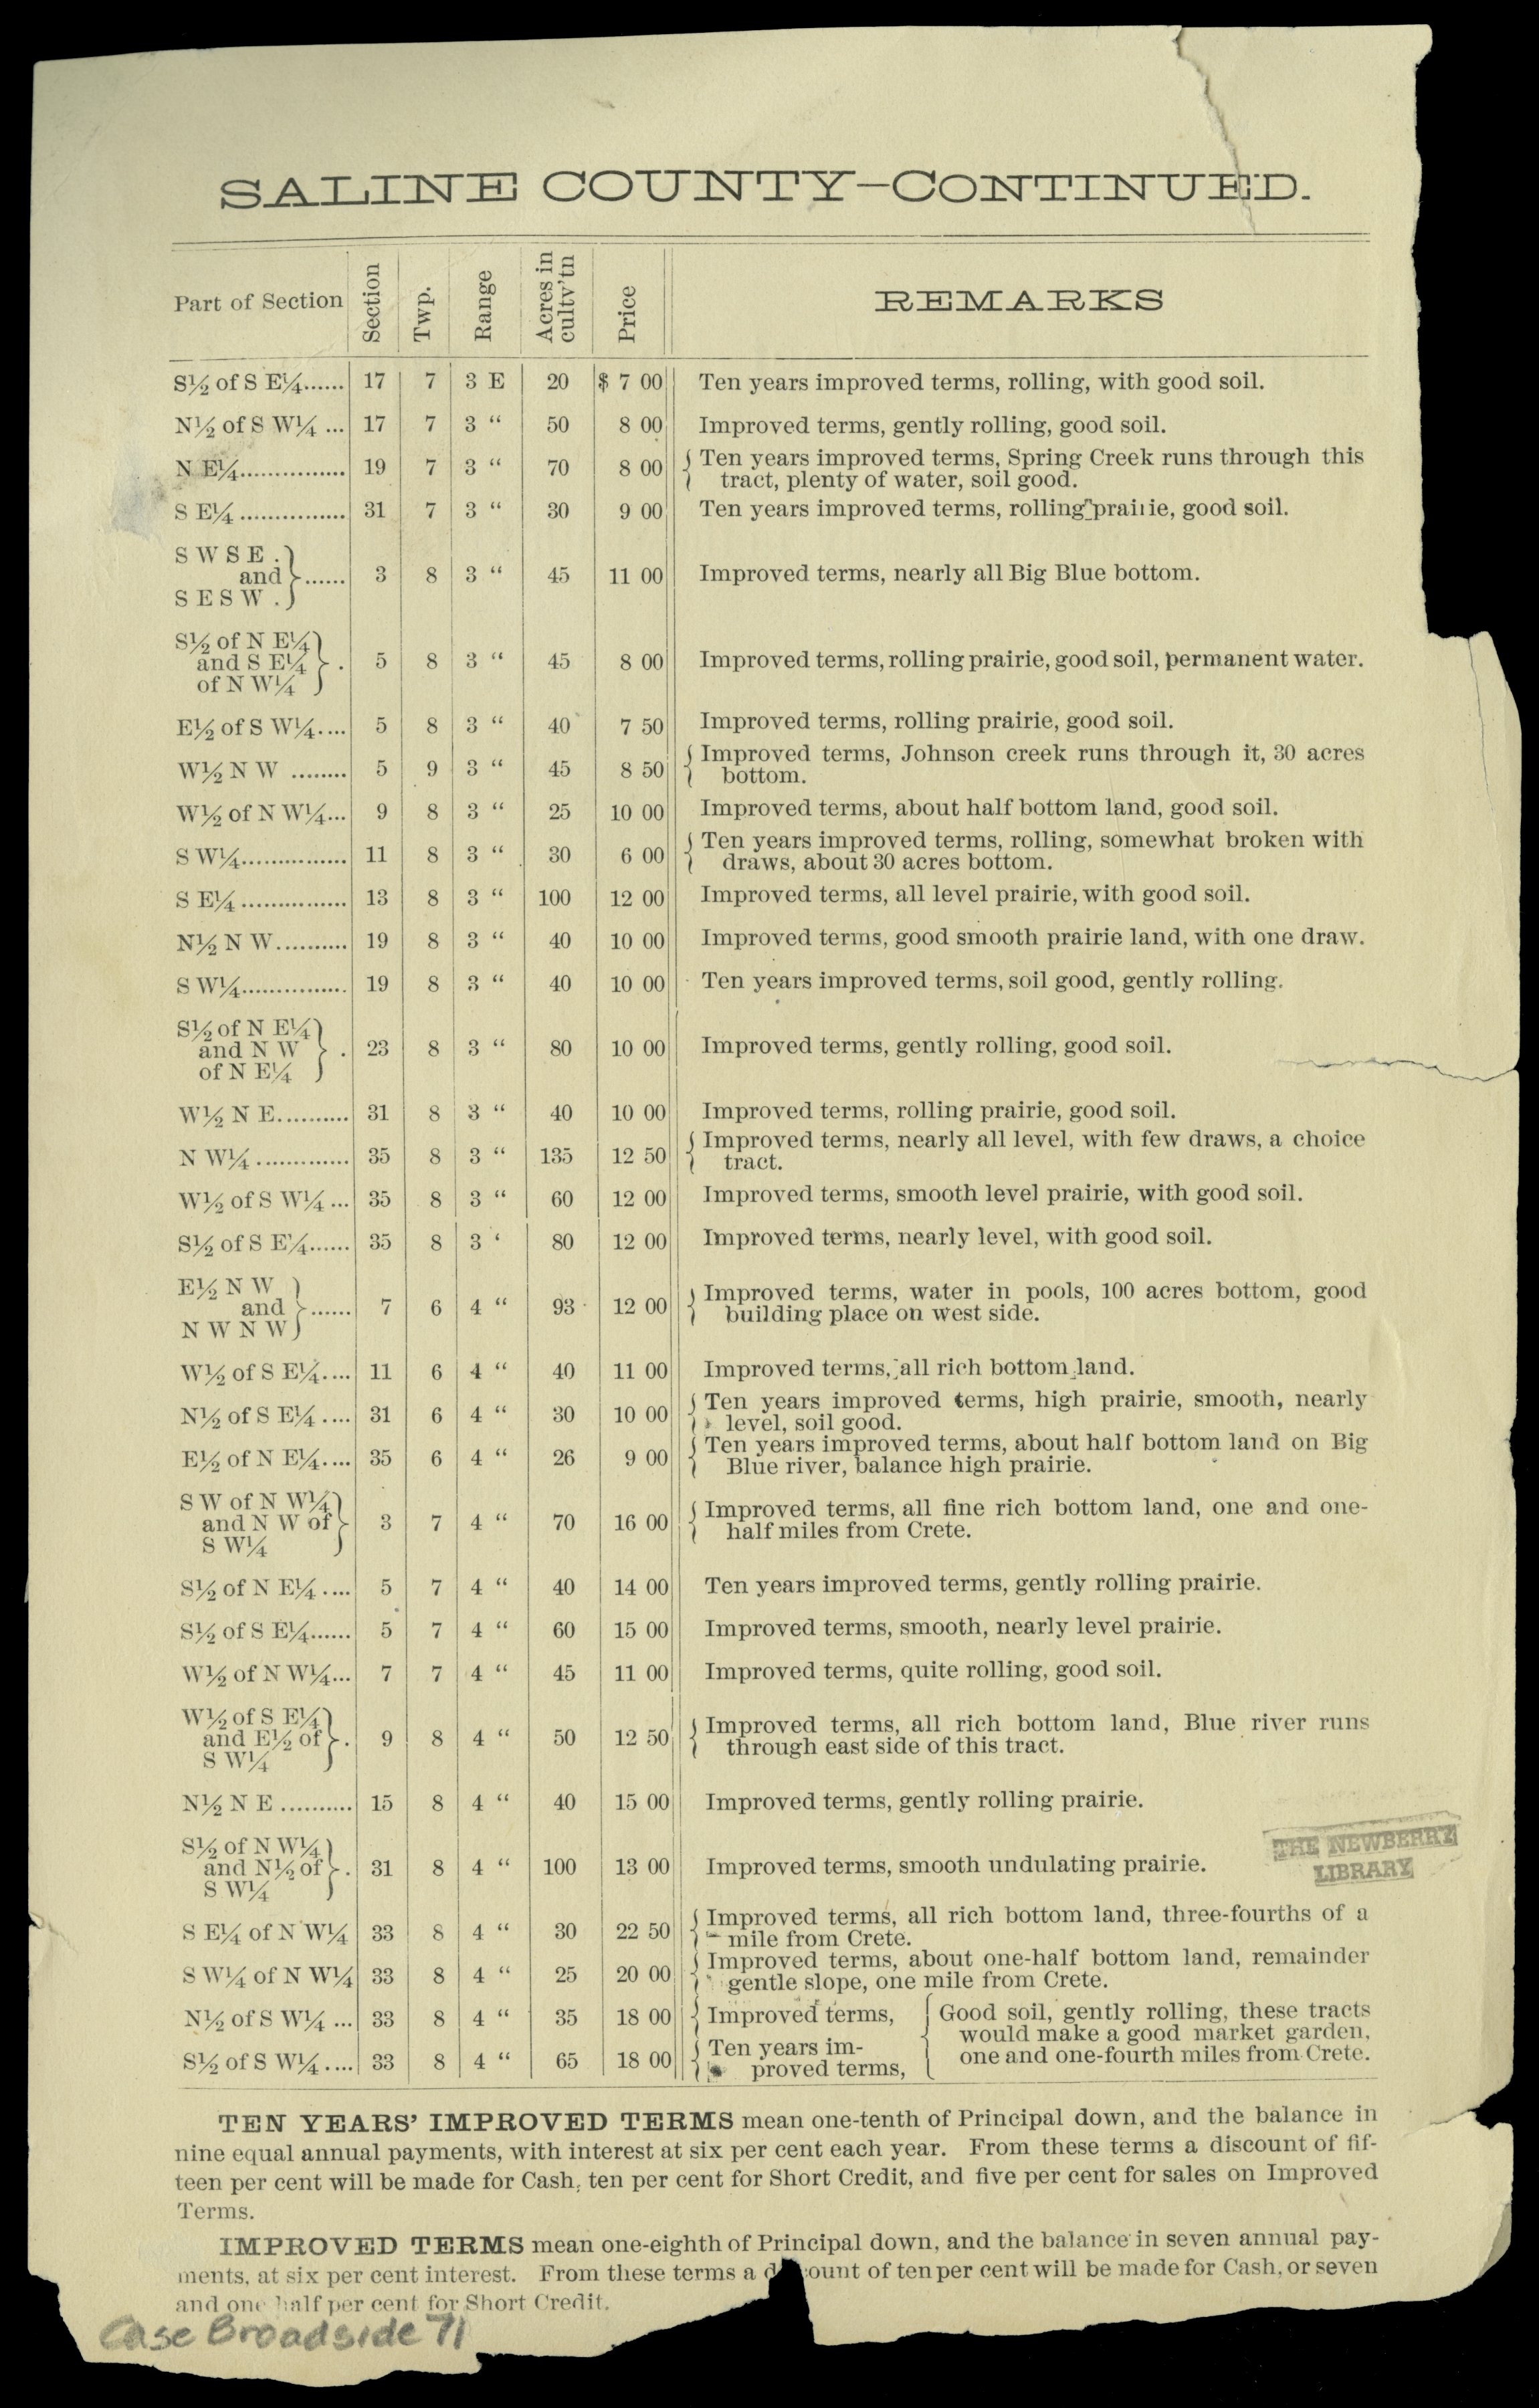 SALINE COUNTY—CONTINUED.
Part of Section Section Twp. Range Acres in cultv'tn Price REMARKS
S½ of S E¼...... 17 7 3 E 20 $ 7 00 Ten years improved terms, rolling, with good soil.
N½ of S W¼ ... 17 7 3 “ 50 8 00 Improved terms, gently rolling, good soil.
N E¼............... 19 7 3 “ 70 8 00 Ten years improved terms, Spring Creek runs through this
tract, plenty of water, soil good.
S E¼ ............... 31 7 3 “ 30 9 00 Ten years improved terms, rolling prairie, good soil.
S W S E .
and ...... 3 8 3 “ 45 11 00 Improved terms, nearly all Big Blue bottom.
S E S W .
S½ of N E¼
and S E¼ . 5 8 3 “ 45 8 00 Improved terms, rolling prairie, good soil, permanent water.
of N W¼
E½ of S W¼.... 5 8 3 “ 40 7 50 Improved terms, rolling prairie, good soil.
W½ N W ........ 5 9 3 “ 45 8 50 Improved terms, Johnson creek runs through it, 30 acres
bottom.
W½ of N W¼... 9 8 3 “ 25 10 00 Improved terms, about half bottom land, good soil.
S W¼............... 11 8 3 “ 30 6 00 Ten years improved terms, rolling, somewhat broken with
draws, about 30 acres bottom.
S E¼ ............... 13 8 3 “ 100 12 00 Improved terms, all level prairie, with good soil.
N½ N W.......... 19 8 3 “ 40 10 00 Improved terms, good smooth prairie land, with one draw.
S W¼............... 19 8 3 “ 40 10 00 Ten years improved terms, soil good, gently rolling.
S½ of N E¼
and N W . 23 8 3 “ 80 10 00 Improved terms, gently rolling, good soil.
of N E¼
W½ N E.......... 31 8 3 “ 40 10 00 Improved terms, rolling prairie, good soil.
N W¼ ............. 35 8 3 “ 135 12 50 Improved terms, nearly all level, with few draws, a choice
tract.
W½ of S W¼ ... 35 8 3 “ 60 12 00 Improved terms, smooth level prairie, with good soil.
S½ of S E¼...... 35 8 3 ‘ 80 12 00 Improved terms, nearly level, with good soil.
E½ N W
and ...... 7 6 4 “ 93 12 00 Improved terms, water in pools, 100 acres bottom, good
building place on west side.
N W N W
W½ of S E¼.... 11 6 4 “ 40 11 00 Improved terms, all rich bottom land.
N½ of S E¼ .... 31 6 4 “ 30 10 00 Ten years improved terms, high prairie, smooth, nearly
level, soil good.
E½ of N E¼.... 35 6 4 “ 26 9 00 Ten years improved terms, about half bottom land on Big
Blue river, balance high prairie.
S W of N W¼
and N W of 3 7 4 “ 70 16 00 Improved terms, all fine rich bottom land, one and one-
half miles from Crete.
S W¼
S½ of N E¼ .... 5 7 4 “ 40 14 00 Ten years improved terms, gently rolling prairie.
S½ of S E¼...... 5 7 4 “ 60 15 00 Improved terms, smooth, nearly level prairie.
W½ of N W¼... 7 7 4 “ 45 11 00 Improved terms, quite rolling, good soil.
W½ of S E¼
and E½ of . 9 8 4 “ 50 12 50 Improved terms, all rich bottom land, Blue river runs
through east side of this tract.
S W¼
N½ N E .......... 15 8 4 “ 40 15 00 Improved terms, gently rolling prairie.
S½ of N W¼
and N½ of . 31 8 4 “ 100 13 00 Improved terms, smooth undulating prairie.
S W¼
THE NEWBERRY
LIBRARY
S E¼ of N W¼ 33 8 4 “ 30 22 50 Improved terms, all rich bottom land, three-fourths of a
mile from Crete.
S W¼ of N W¼ 33 8 4 “ 25 20 00 Improved terms, about one-half bottom land, remainder
gentle slope, one mile from Crete.
N½ of S W¼ ... 33 8 4 “ 35 18 00 Improved terms,
S½ of S W¼.... 33 8 4 “ 65 18 00 Ten years im-
proved terms,
Good soil, gently rolling, these tracts
would make a good market garden,
one and one-fourth miles from Crete.
TEN YEARS' IMPROVED TERMS mean one-tenth of Principal down, and the balance in
nine equal annual payments, with interest at six per cent each year. From these terms a discount of fif-
teen per cent will be made for Cash, ten per cent for Short Credit, and five per cent for sales on Improved
Terms.
IMPROVED TERMS mean one-eighth of Principal down, and the balance in seven annual pay-
ments, at six per cent interest. From these terms a d ount of ten per cent will be made for Cash, or seven
and one half per cent for Short Credit.
Case Broadside 71